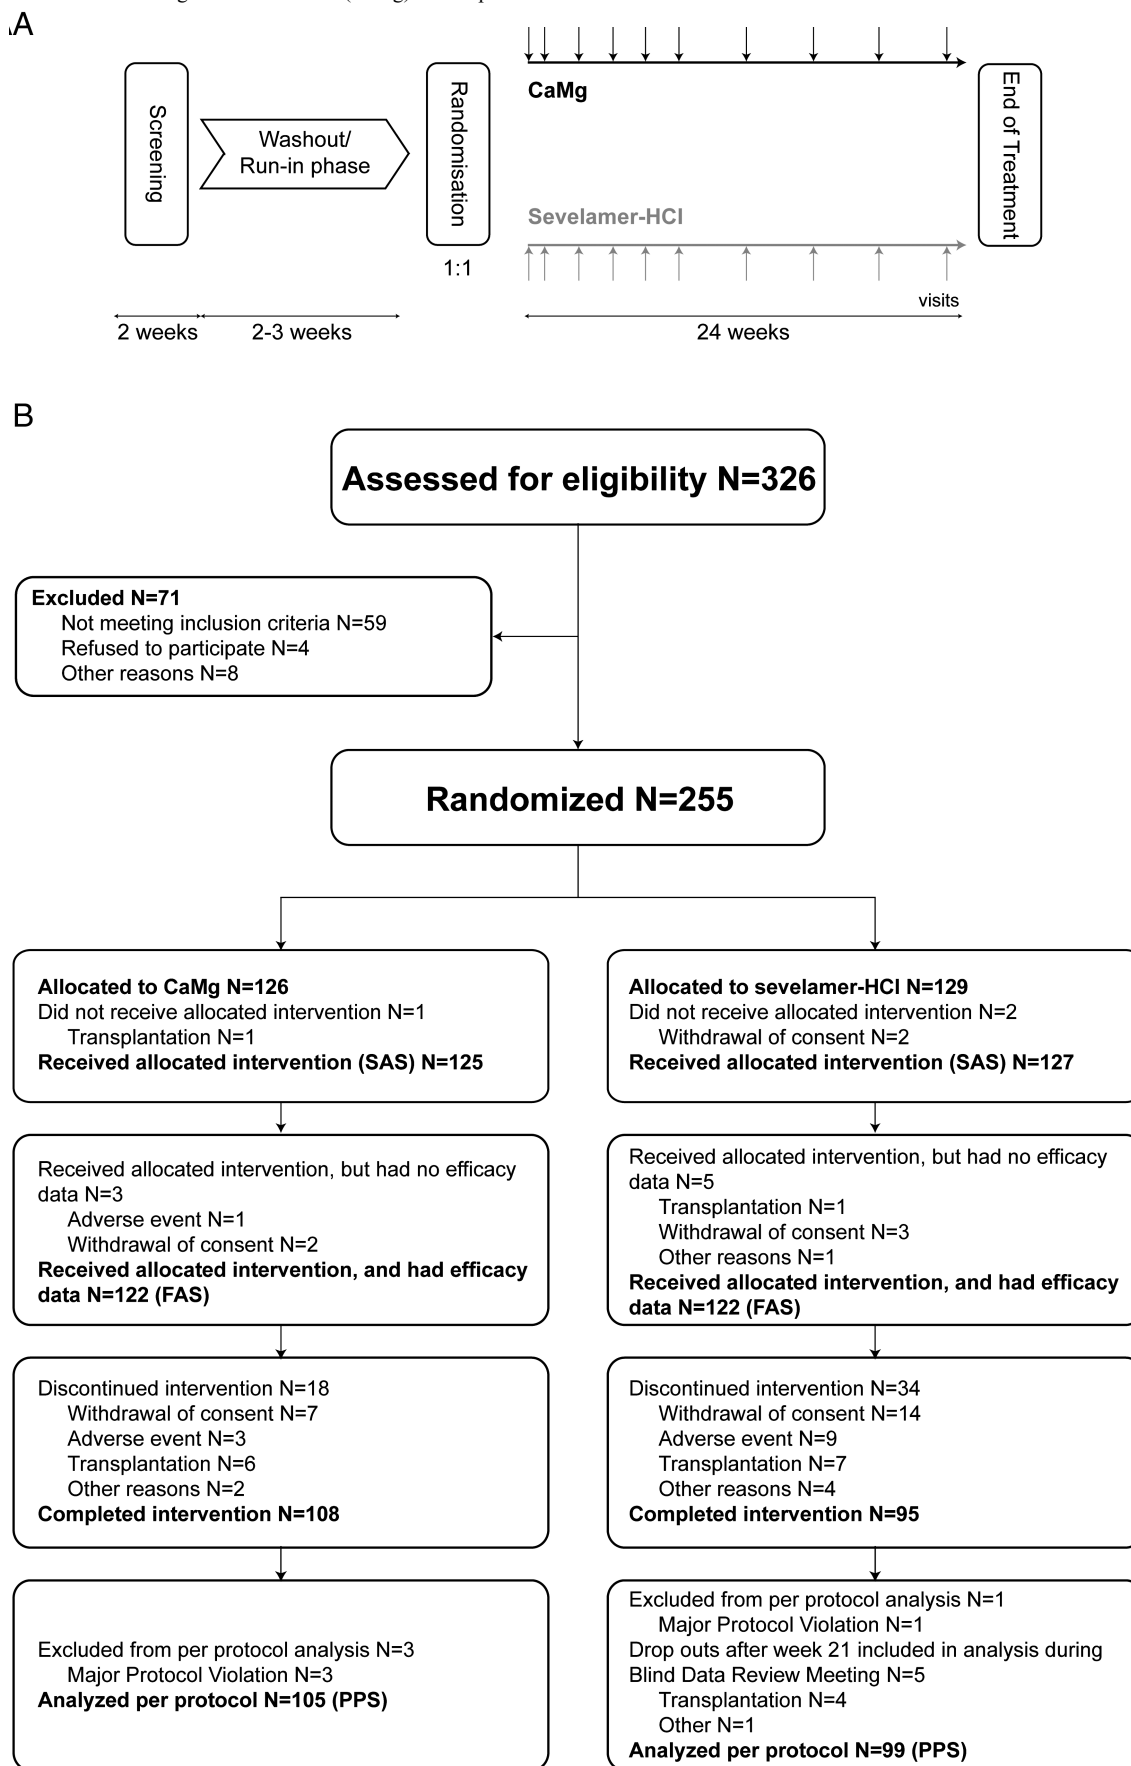 AA
CaMg
Screening
Washout/
Run-in phase
Randomisation
End of Treatment
Sevelamer-HCl
1:1
visits
2 weeks
2-3 weeks
24 weeks
B
Assessed for eligibility N=326
Excluded N=71
Not meeting inclusion criteria N=59
Refused to participate N=4
Other reasons N=8
Randomized N=255
Allocated to CaMg N=126
Did not receive allocated intervention N=1
Transplantation N=1
Received allocated intervention (SAS) N=125
Allocated to sevelamer-HCl N=129
Did not receive allocated intervention N=2
Withdrawal of consent N=2
Received allocated intervention (SAS) N=127
Received allocated intervention, but had no efficacy
data N=3
Adverse event N=1
Withdrawal of consent N=2
Received allocated intervention, and had efficacy
data N=122 (FAS)
Received allocated intervention, but had no efficacy
data N=5
Transplantation N=1
Withdrawal of consent N=3
Other reasons N=1
Received allocated intervention, and had efficacy
data N=122 (FAS)
Discontinued intervention N=18
Withdrawal of consent N=7
Adverse event N=3
Transplantation N=6
Other reasons N=2
Completed intervention N=108
Discontinued intervention N=34
Withdrawal of consent N=14
Adverse event N=9
Transplantation N=7
Other reasons N=4
Completed intervention N=95
Excluded from per protocol analysis N=3
Major Protocol Violation N=3
Analyzed per protocol N=105 (PPS)
Excluded from per protocol analysis N=1
Major Protocol Violation N=1
Drop outs after week 21 included in analysis during
Blind Data Review Meeting N=5
Transplantation N=4
Other N=1
Analyzed per protocol N=99 (PPS)